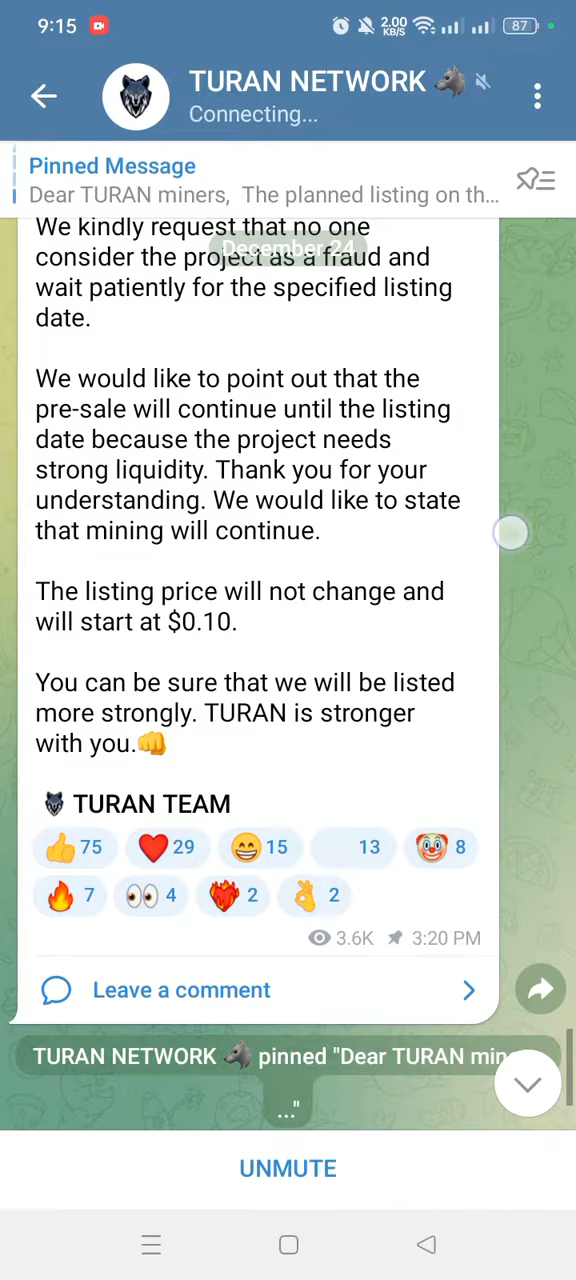 9:15
2.00
KB/S
87
TURAN NETWORK
Connecting...
Pinned Message
Dear TURAN miners, The planned listing on th...
We kindly request that no one
December 24
consider the project as a fraud and
wait patiently for the specified listing
date.
We would like to point out that the
pre-sale will continue until the listing
date because the project needs
strong liquidity. Thank you for your
understanding. We would like to state
that mining will continue.
The listing price will not change and
will start at $0.10.
You can be sure that we will be listed
more strongly. TURAN is stronger
with you.👊
TURAN TEAM
👍 75 ❤️ 29 😁 15 13 🤡 8
🔥 7 👀 4 ❤️‍🔥 2 👌 2
3.6K 3:20 PM
Leave a comment
TURAN NETWORK 🐺 pinned "Dear TURAN min
..."
UNMUTE